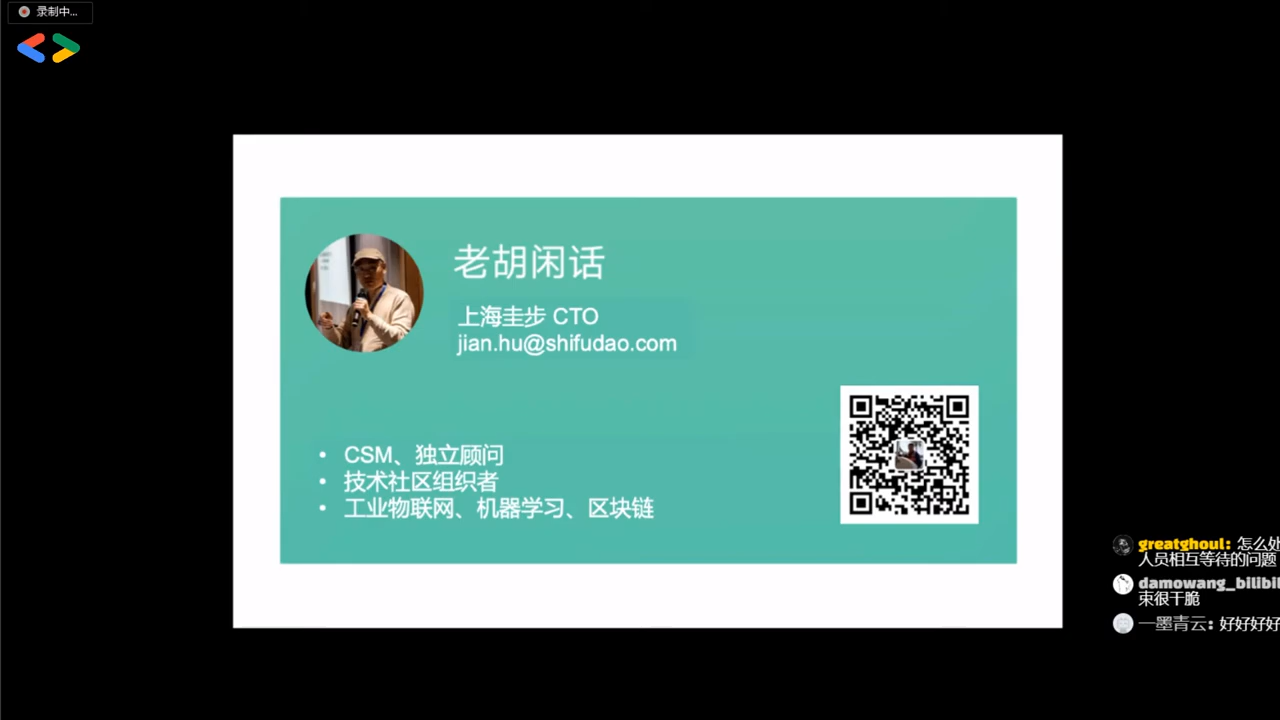 录制中...
老胡闲话
上海圭步 CTO
jian.hu@shifudao.com
• CSM、独立顾问
• 技术社区组织者
• 工业物联网、机器学习、区块链
greatghoul: 怎么处
人员相互等待的问题
damowang_bilibil
束很干脆
一墨青云: 好好好好